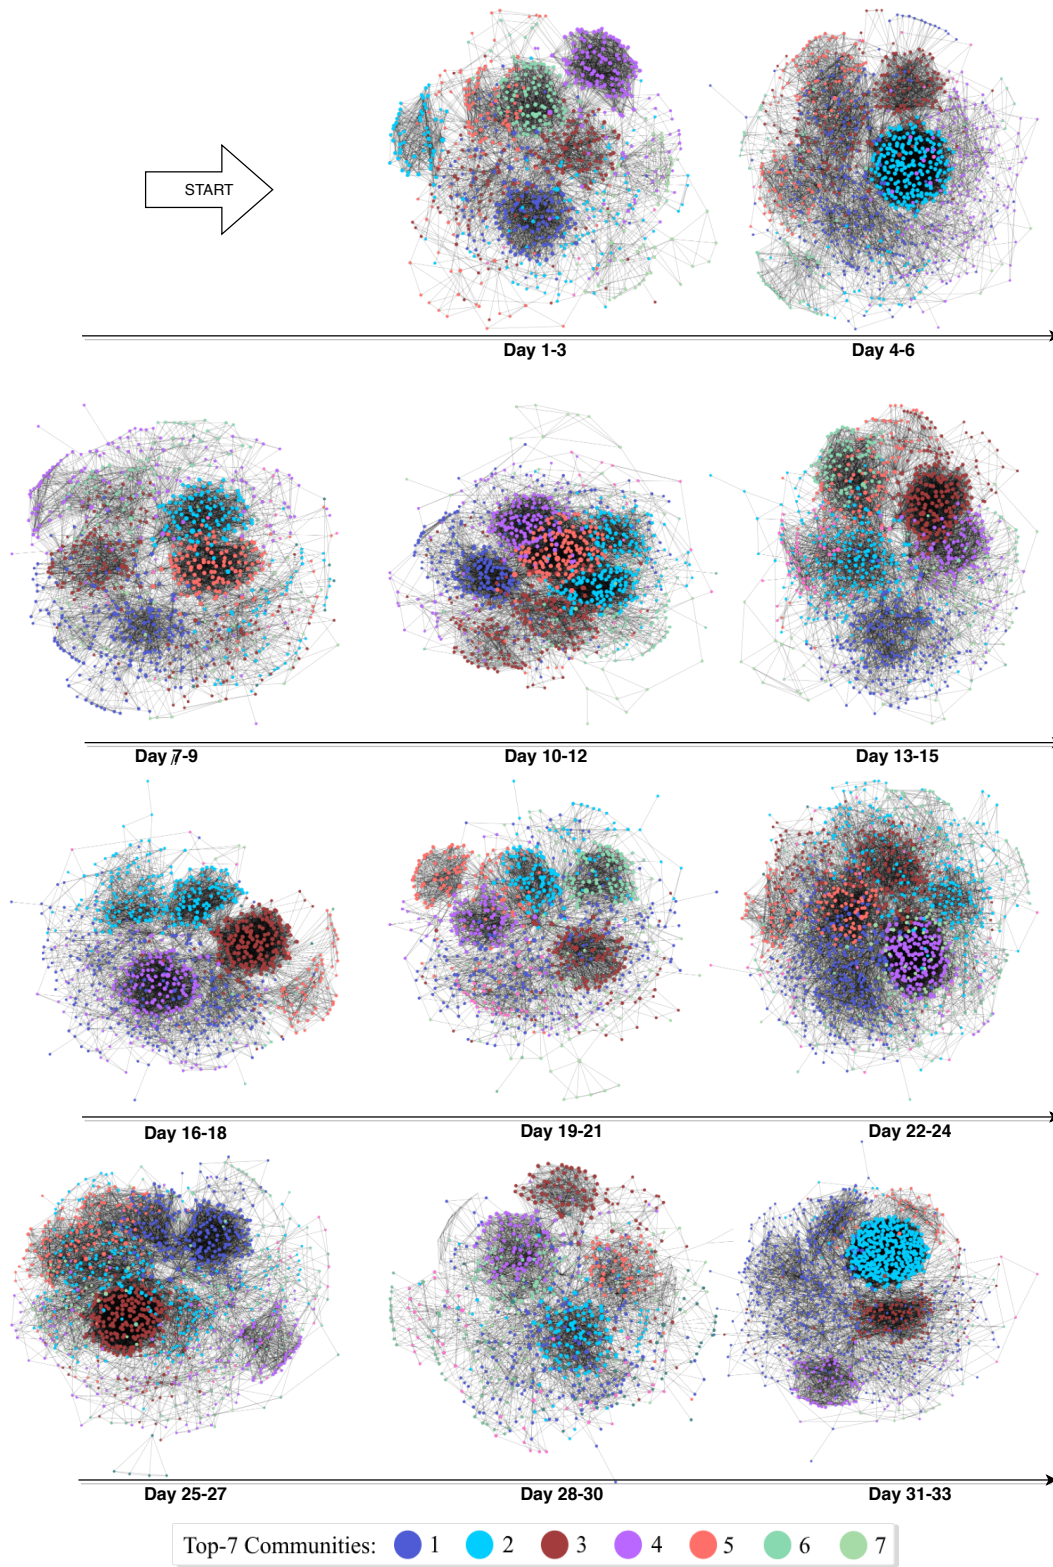 START
Day 1-3
Day 4-6
Day 7-9
Day 10-12
Day 13-15
Day 16-18
Day 19-21
Day 22-24
Day 25-27
Day 28-30
Day 31-33
Top-7 Communities: 1 2 3 4 5 6 7